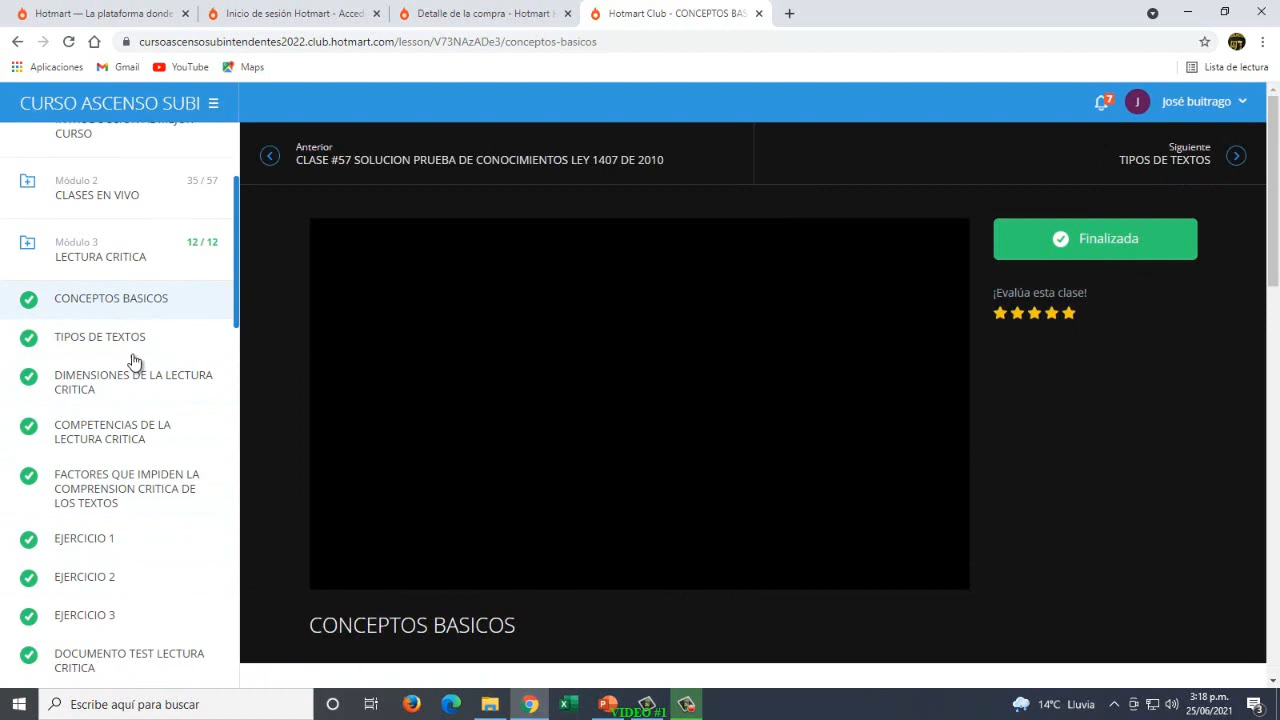 Hotmart — La plataforma donde
Inicio de sesión Hotmart - Acced
Detalle de la compra - Hotmart
Hotmart Club - CONCEPTOS BAS
cursoascensosubintendentes2022.club.hotmart.com/lesson/V73NAzADe3/conceptos-basicos
Aplicaciones
Gmail
YouTube
Maps
Lista de lectura
CURSO ASCENSO SUBI
7
J
José buitrago
CURSO
Anterior
CLASE #57 SOLUCION PRUEBA DE CONOCIMIENTOS LEY 1407 DE 2010
Siguiente
TIPOS DE TEXTOS
Módulo 2
35 / 57
CLASES EN VIVO
Módulo 3
12 / 12
LECTURA CRITICA
CONCEPTOS BASICOS
TIPOS DE TEXTOS
DIMENSIONES DE LA LECTURA
CRITICA
COMPETENCIAS DE LA
LECTURA CRITICA
FACTORES QUE IMPIDEN LA
COMPRENSION CRITICA DE
LOS TEXTOS
EJERCICIO 1
EJERCICIO 2
EJERCICIO 3
DOCUMENTO TEST LECTURA
CRITICA
Finalizada
¡Evalúa esta clase!
CONCEPTOS BASICOS
Escribe aquí para buscar
VIDEO #1
14°C Lluvia
3:18 p.m.
25/06/2021
3